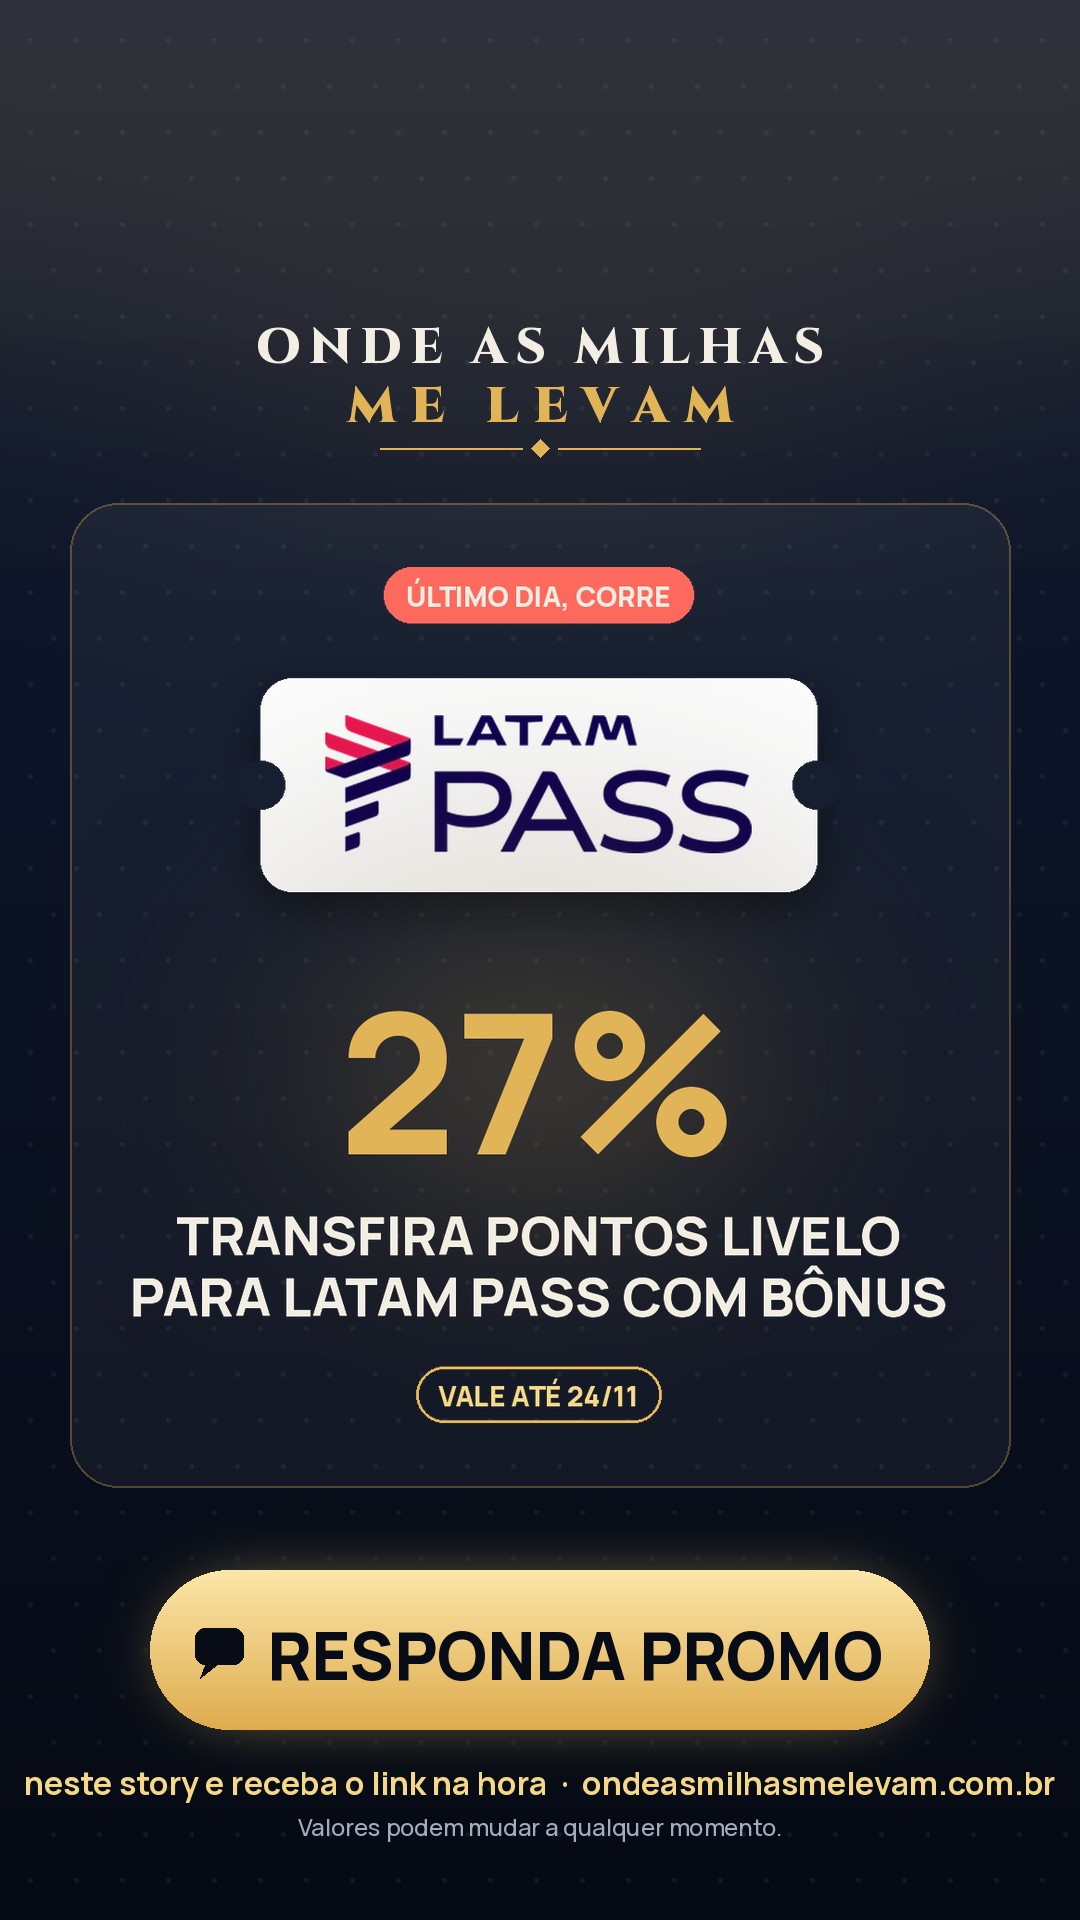 ONDE AS MILHAS
ME LEVAM
ÚLTIMO DIA, CORRE
LATAM
PASS
27%
TRANSFIRA PONTOS LIVELO
PARA LATAM PASS COM BÔNUS
VALE ATÉ 24/11
RESPONDA PROMO
neste story e receba o link na hora · ondeasmilhasmelevam.com.br
Valores podem mudar a qualquer momento.